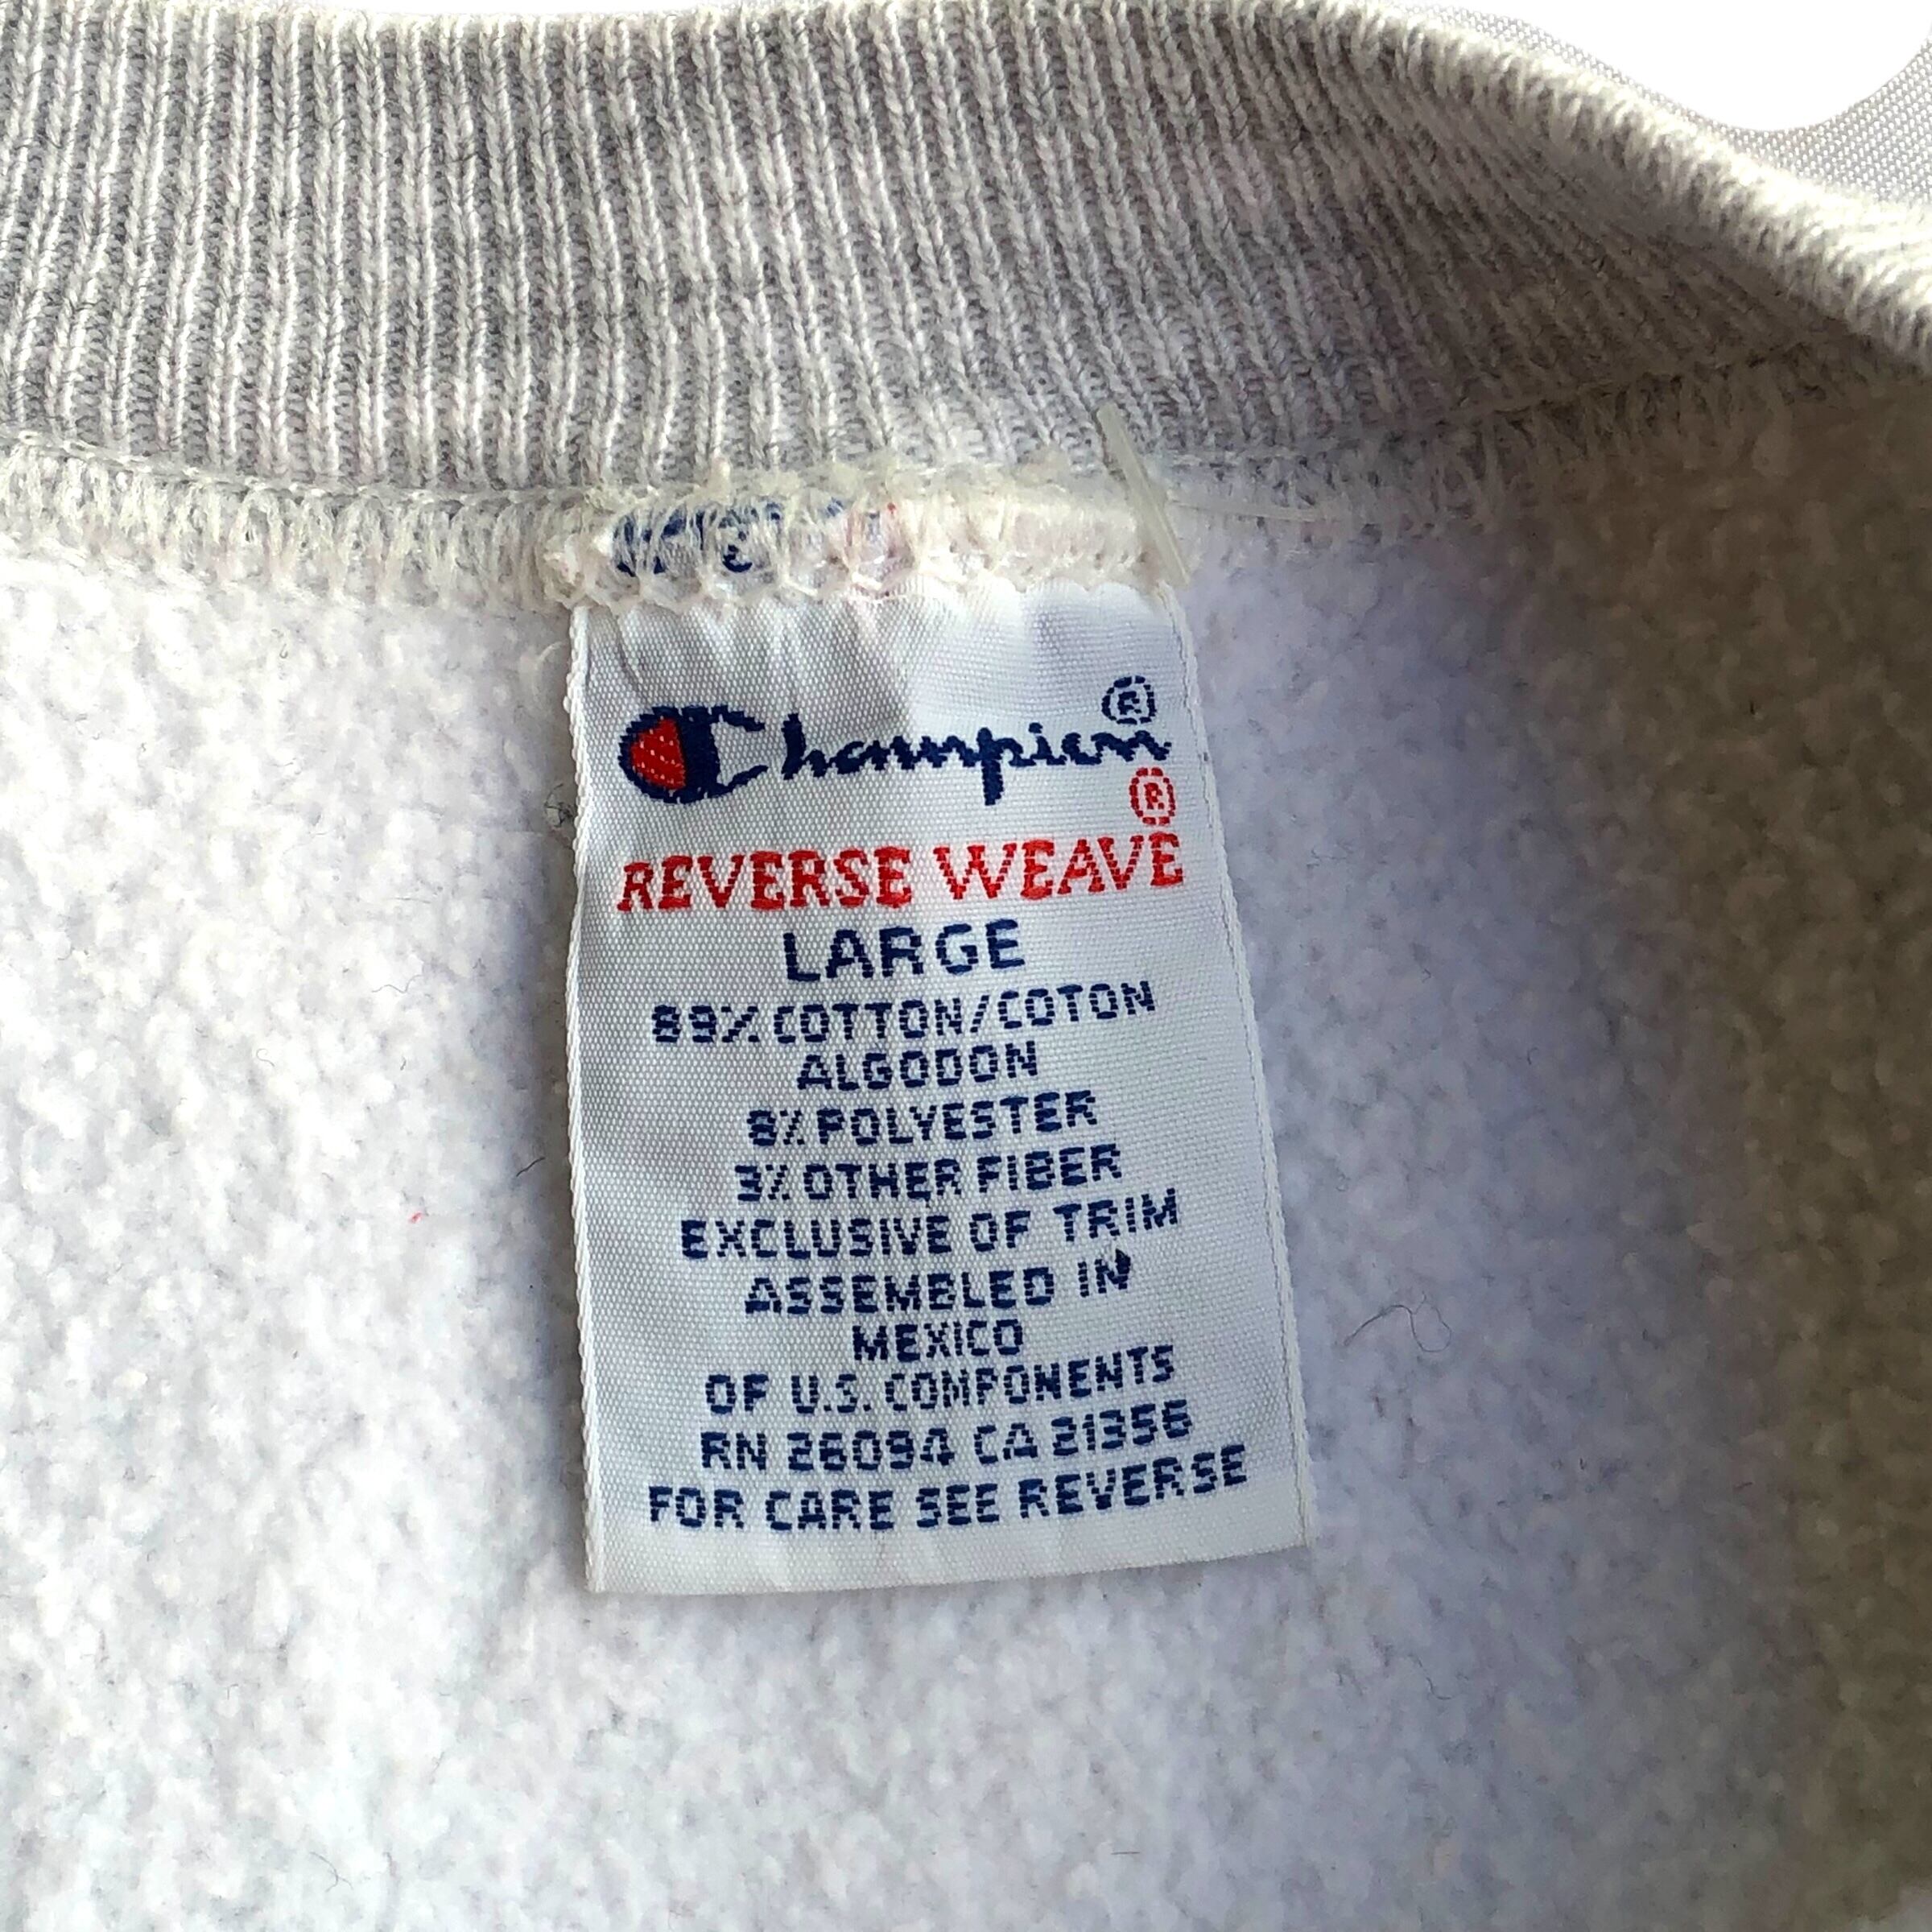 Champion®
®
REVERSE WEAVE
LARGE
89% COTTON/COTON
ALGODON
8% POLYESTER
3% OTHER FIBER
EXCLUSIVE OF TRIM
ASSEMBLED IN
MEXICO
OF U.S. COMPONENTS
RN 26094 CA 21356
FOR CARE SEE REVERSE